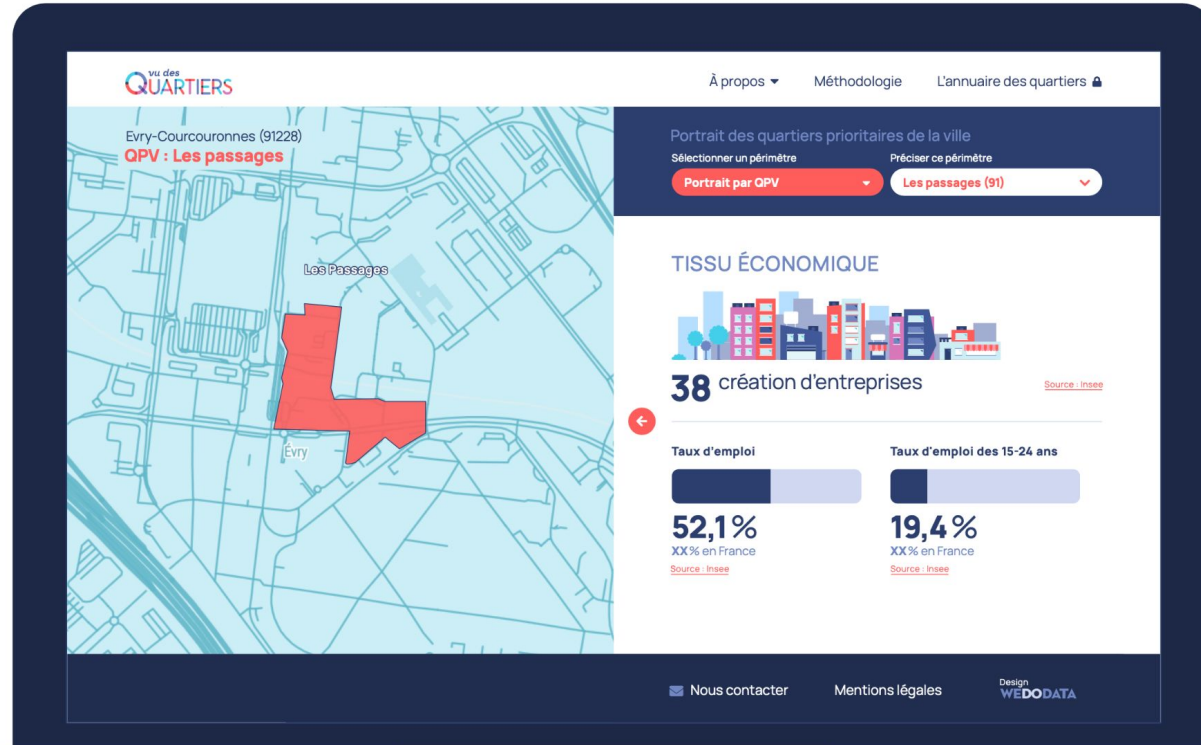 vu des
QUARTIERS
À propos
Méthodologie
L'annuaire des quartiers
Evry-Courcouronnes (91228)
QPV : Les passages
Portrait des quartiers prioritaires de la ville
Sélectionner un périmètre
Préciser ce périmètre
Portrait par QPV
Les passages (91)
Les Passages
Évry
TISSU ÉCONOMIQUE
38 création d'entreprises
Source : Insee
Taux d'emploi
Taux d'emploi des 15-24 ans
52,1%
19,4%
XX% en France
XX% en France
Source : Insee
Source : Insee
Nous contacter
Mentions légales
Design
WEDODATA